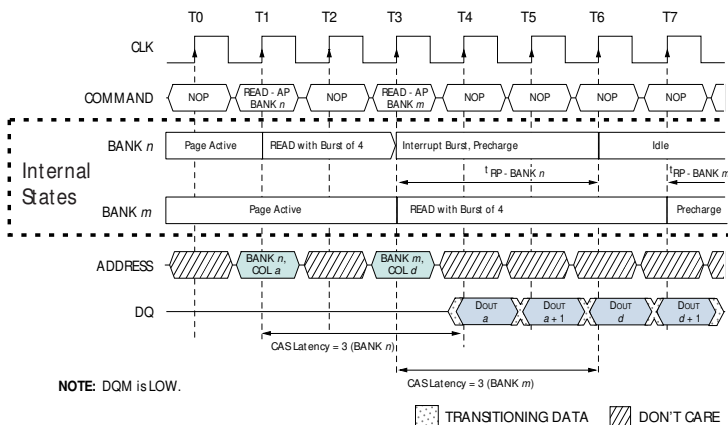 T0 T1 T2 T3 T4 T5 T6 T7
CLK
COMMAND NOP READ - AP BANK n NOP READ - AP BANK m NOP NOP NOP NOP
Internal States
BANK n Page Active READ with Burst of 4 Interrupt Burst, Precharge Idle
tRP - BANK n tRP - BANK m
BANK m Page Active READ with Burst of 4 Precharge
ADDRESS BANK n, COL a BANK m, COL d
DQ DOUT a DOUT a + 1 DOUT d DOUT d + 1
CAS Latency = 3 (BANK n)
CAS Latency = 3 (BANK m)
NOTE: DQM is LOW.
TRANSITIONING DATA DON'T CARE